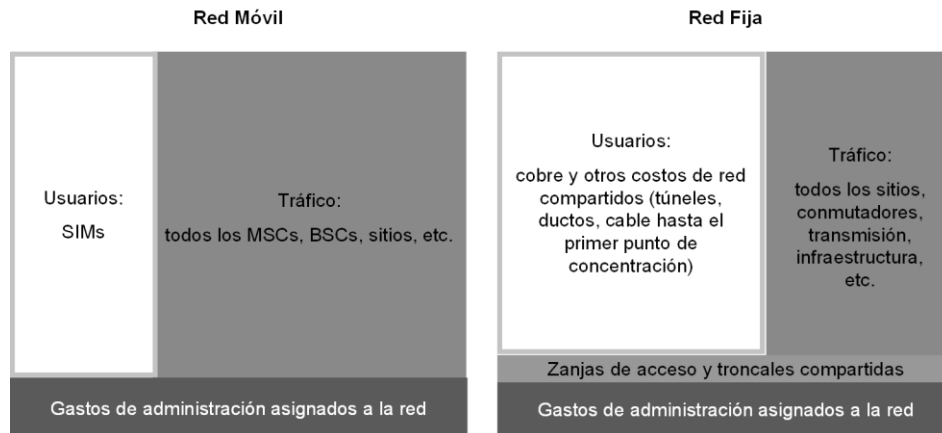 Red Móvil
Usuarios:
SIMs
Tráfico:
todos los MSCs, BSCs, sitios, etc.
Gastos de administración asignados a la red
Red Fija
Usuarios:
cobre y otros costos de red
compartidos (túneles,
ductos, cable hasta el
primer punto de
concentración)
Tráfico:
todos los sitios,
conmutadores,
transmisión,
infraestructura,
etc.
Zanjas de acceso y troncales compartidas
Gastos de administración asignados a la red